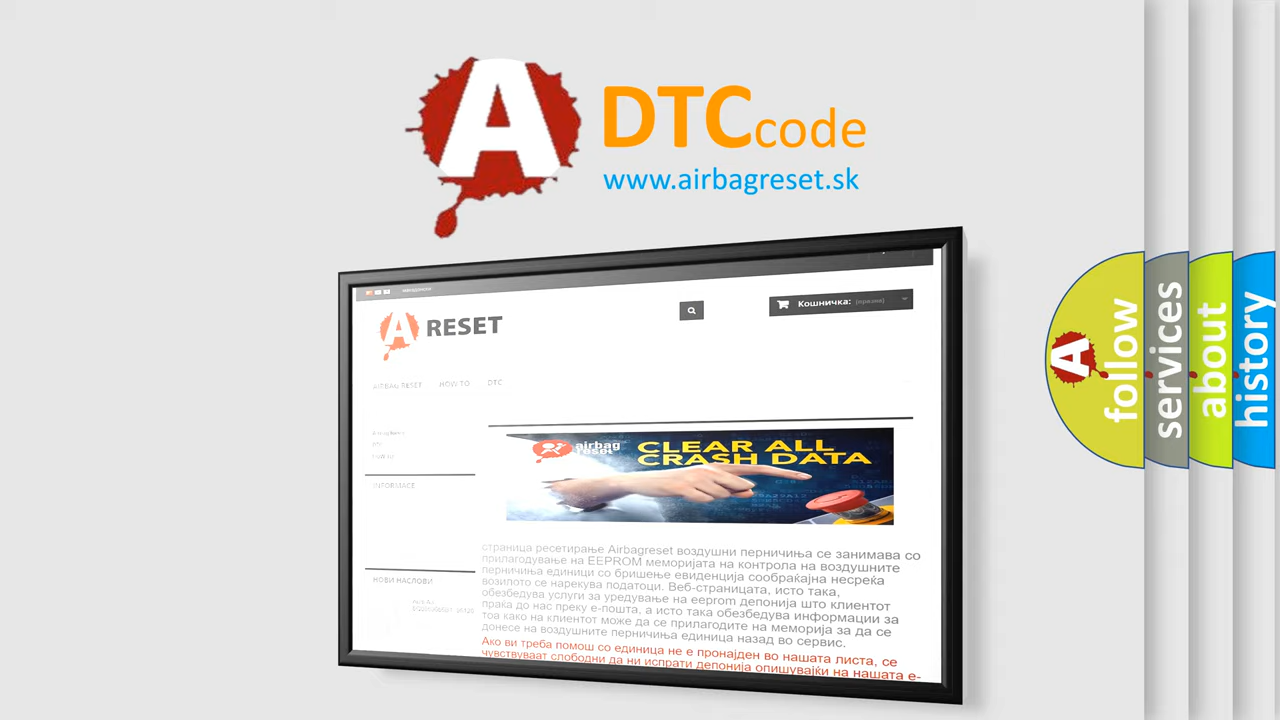 A DTC code
www.airbagreset.sk
Кошничка: (празна)
A RESET
AIRBAG RESET HOW TO DTC
airbag reset
CLEAR ALL
CRASH DATA
INFORMACE
НОВИ НАСЛОВИ
страница ресетирање Airbagreset воздушни перничиња се занимава со
прилагодување на EEPROM меморијата на контрола на воздушните
перничиња единици со бришење евиденција сообраќајна несреќа
возилото се нарекува податоци. Веб-страницата, исто така,
обезбедува услуги за уредување на eeprom депонија што клиентот
праќа до нас преку е-пошта, а исто така обезбедува информации за
тоа како на клиентот може да се прилагодите на меморија за да се
донесе на воздушните перничиња единица назад во сервис.
Ако ви треба помош со единица не е пронајден во нашата листа, се
чувствуваат слободни да ни испрати депонија опишувајќи на нашата е-
A follow
services
about
history